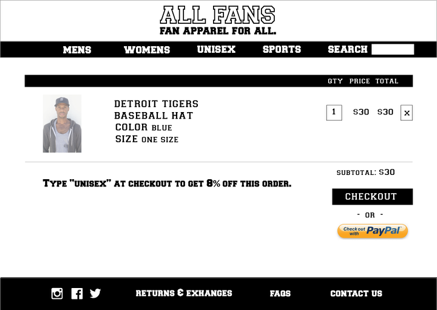 ALL FANS
FAN APPAREL FOR ALL.
MENS WOMENS UNISEX SPORTS SEARCH
QTY PRICE TOTAL
DETROIT TIGERS
BASEBALL HAT
COLOR BLUE
SIZE ONE SIZE
1 $30 $30 X
SUBTOTAL: $30
TYPE "UNISEX" AT CHECKOUT TO GET 8% OFF THIS ORDER.
CHECKOUT
- OR -
Check out with PayPal
RETURNS & EXHANGES FAQS CONTACT US